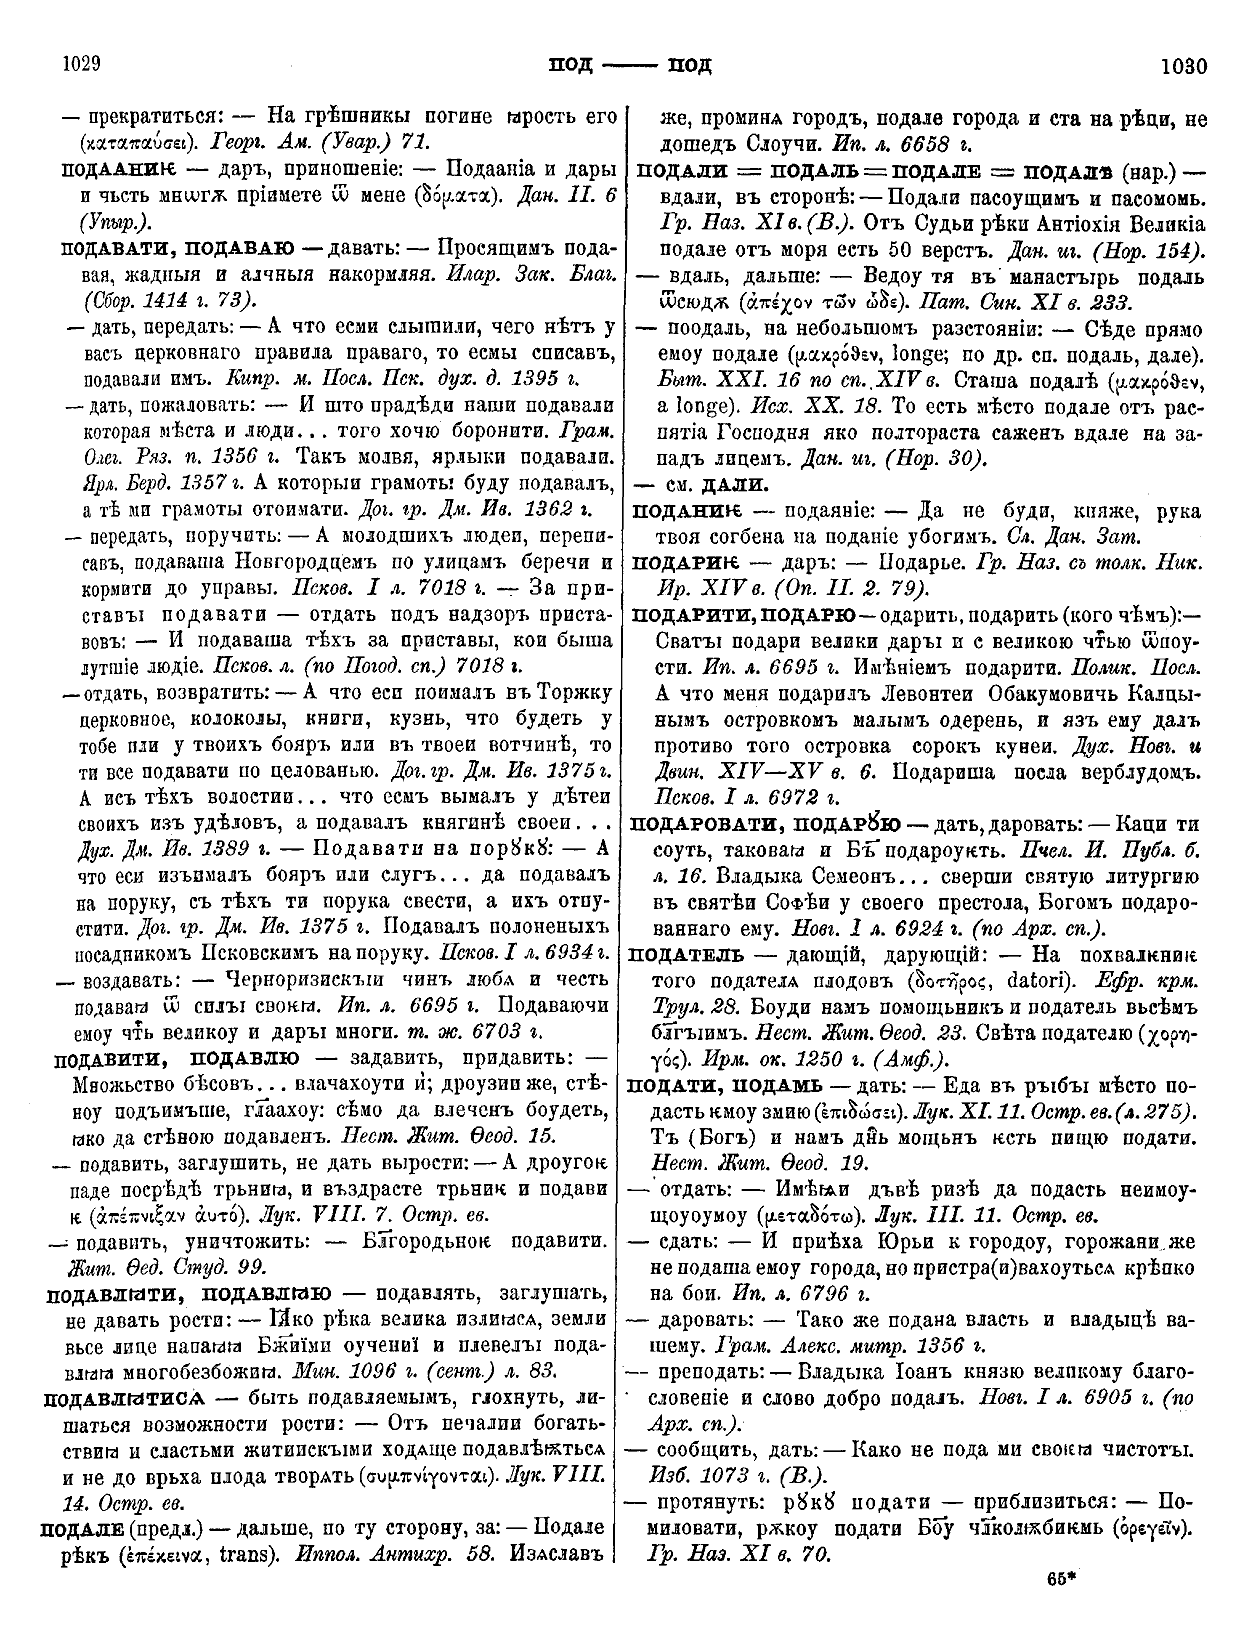 1029
ПОД —— ПОД
1030
— прекратиться: — На грѣшникы погине ꙗрость его
(καταπαύσει). Георг. Ам. (Увар.) 71.
ПОДААНИѤ — даръ, приношеніе: — Подааніа и дары
и чьсть мнѡгѫ пріимете ѿ мене (δόματα). Дан. II. 6
(Упыр.).
ПОДАВАТИ, ПОДАВАЮ — давать: — Просящимъ пода-
вая, жадныя и алчныя накормляя. Илар. Зак. Благ.
(Сбор. 1414 г. 73).
— дать, передать: — А что есми слышили, чего нѣтъ у
васъ церковнаго правила праваго, то есмы списавъ,
подавали имъ. Кипр. м. Посл. Пск. дух. д. 1395 г.
— дать, пожаловать: — И што прадѣди наши подавали
которая мѣста и люди... того хочю боронити. Грам.
Олег. Ряз. п. 1356 г. Такъ молвя, ярлыки подавали.
Ярл. Берд. 1357 г. А которыи грамоты буду подавалъ,
а тѣ ми грамоты отоимати. Дог. гр. Дм. Ив. 1362 г.
— передать, поручить: — А молодшихъ людеи, перепи-
савъ, подаваша Новгородцемъ по улицамъ беречи и
кормити до управы. Псков. I л. 7018 г. — За при-
ставы подавати — отдать подъ надзоръ приста-
вовъ: — И подаваша тѣхъ за приставы, кои быша
лутшіе людіе. Псков. л. (по Погод. сп.) 7018 г.
— отдать, возвратить: — А что еси поималъ въ Торжку
церковное, колоколы, книги, кузнь, что будеть у
тобе или у твоихъ бояръ или въ твоеи вотчинѣ, то
ти все подавати по целованью. Дог. гр. Дм. Ив. 1375 г.
А исъ тѣхъ волостии... что есмъ вымалъ у дѣтеи
своихъ изъ удѣловъ, а подавалъ княгинѣ своеи...
Дух. Дм. Ив. 1389 г. — Подавати на порꙋкꙋ: — А
что еси изъималъ бояръ или слугъ... да подавалъ
на поруку, съ тѣхъ ти порука свести, а ихъ отпу-
стити. Дог. гр. Дм. Ив. 1375 г. Подавалъ полоненыхъ
посадникомъ Псковскимъ на поруку. Псков. I л. 6934 г.
— воздавать: — Черноризискъıи чинъ любѧ и честь
подаваꙗ ѿ силъı своѥꙗ. Ип. л. 6695 г. Подаваючи
емоу чть великоу и даръı многи. т. ж. 6703 г.
ПОДАВИТИ, ПОДАВЛЮ — задавить, придавить: —
Множьство бѣсовъ... влачахоути и; дроузии же, стѣ-
ноу подъимъше, глаахоу: сѣмо да влеченъ боудеть,
ꙗко да стѣною подавленъ. Нест. Жит. Ѳеод. 15.
— подавить, заглушить, не дать вырости: — А дроугоѥ
паде посрѣдѣ трьниꙗ, и въздрасте трьниѥ и подави
ѥ (ἀπέπνιξαν ἀυτό). Лук. VIII. 7. Остр. ев.
— подавить, уничтожить: — Блгородьноѥ подавити.
Жит. Ѳед. Студ. 99.
ПОДАВЛꙖТИ, ПОДАВЛꙖЮ — подавлять, заглушать,
не давать рости: — Ꙗко рѣка велика излиꙗсѧ, земли
вьсе лице напаꙗꙗ Бжиїми оучениї и плевелъı пода-
влꙗꙗ многобезбожиꙗ. Мин. 1096 г. (сент.) л. 83.
ПОДАВЛꙖТИСѦ — быть подавляемымъ, глохнуть, ли-
шаться возможности рости: — Отъ печалии богать-
ствиꙗ и сластьми житиискъıими ходѧще подавлѣѭтьсѧ
и не до врьха плода творѧть (συμπνίγονται). Лук. VIII.
14. Остр. ев.
ПОДАЛЕ (предл.) — дальше, по ту сторону, за: — Подале
рѣкъ (ἐπέκεινα, trans). Иппол. Антихр. 58. Изѧславъ
же, проминѧ городъ, подале города и ста на рѣци, не
дошедъ Слоучи. Ип. л. 6658 г.
ПОДАЛИ = ПОДАЛЬ = ПОДАЛЕ = ПОДАЛѢ (нар.) —
вдали, въ сторонѣ: — Подали пасоущимъ и пасомомь.
Гр. Наз. XI в. (В.). Отъ Судьи рѣки Антіохія Великіа
подале отъ моря есть 50 верстъ. Дан. иг. (Нор. 154).
— вдаль, дальше: — Ведоу тя въ манастъıрь подаль
ѿсюдѫ (ἀπέχον τῶν ὧδε). Пат. Син. XI в. 233.
— поодаль, на небольшомъ разстояніи: — Сѣде прямо
емоу подале (μακρόθεν, longe; по др. сп. подаль, дале).
Быт. XXI. 16 по сп. XIV в. Сташа подалѣ (μακρόθεν,
a longe). Исх. XX. 18. То есть мѣсто подале отъ рас-
пятіа Господня яко полтораста саженъ вдале на за-
падъ лицемъ. Дан. иг. (Нор. 30).
— см. ДАЛИ.
ПОДАНИѤ — подаяніе: — Да не буди, княже, рука
твоя согбена на поданіе убогимъ. Сл. Дан. Зат.
ПОДАРИѤ — даръ: — Подарье. Гр. Наз. съ толк. Ник.
Ир. XIV в. (Оп. II. 2. 79).
ПОДАРИТИ, ПОДАРЮ — одарить, подарить (кого чѣмъ): —
Сватъı подари велики даръı и с великою чтью ѿпоу-
сти. Ип. л. 6695 г. Имѣніемъ подарити. Полик. Посл.
А что меня подарилъ Левонтеи Обакумовичь Калцы-
нымъ островкомъ малымъ одерень, и язъ ему далъ
противо того островка сорокъ кунеи. Дух. Новг. и
Двин. XIV—XV в. 6. Подариша посла верблудомъ.
Псков. I л. 6972 г.
ПОДАРОВАТИ, ПОДАРꙊЮ — дать, даровать: — Каци ти
соуть, таковаꙗ и Бъ подароуѥть. Пчел. И. Публ. б.
л. 16. Владыка Семеонъ... сверши святую литургию
въ святѣи Софѣи у своего престола, Богомъ подаро-
ваннаго ему. Новг. I л. 6924 г. (по Арх. сп.).
ПОДАТЕЛЬ — дающій, дарующій: — На похвалѥниѥ
того подателѧ плодовъ (δοτῆρος, datori). Ефр. крм.
Трул. 28. Боуди намъ помощьникъ и податель вьсѣмъ
блгъıимъ. Нест. Жит. Ѳеод. 23. Свѣта подателю (χορη-
γός). Ирм. ок. 1250 г. (Амф.).
ПОДАТИ, ПОДАМЬ — дать: — Еда въ ръıбъı мѣсто по-
дасть ѥмоу змию (ἐπιδώσει). Лук. XI. 11. Остр. ев. (л. 275).
Тъ (Богъ) и намъ днь мощьнъ ѥсть пищю подати.
Нест. Жит. Ѳеод. 19.
— отдать: — Имѣѩи дъвѣ ризѣ да подасть неимоу-
щоуоумоу (μεταδότω). Лук. III. 11. Остр. ев.
— сдать: — И приѣха Юрьи к городоу, горожани же
не подаша емоу города, но пристра(и)вахоутьсѧ крѣпко
на бои. Ип. л. 6796 г.
— даровать: — Тако же подана власть и владыцѣ ва-
шему. Грам. Алекс. митр. 1356 г.
— преподать: — Владыка Іоанъ князю великому благо-
словеніе и слово добро подалъ. Новг. I л. 6905 г. (по
Арх. сп.).
— сообщить, дать: — Како не пода ми своѥꙗ чистотъı.
Изб. 1073 г. (В.).
— протянуть: рꙋкꙋ подати — приблизиться: — По-
миловати, рѫкоу подати Боу члколѭбиѥмь (ὀρεγεῖν).
Гр. Наз. XI в. 70.
65*